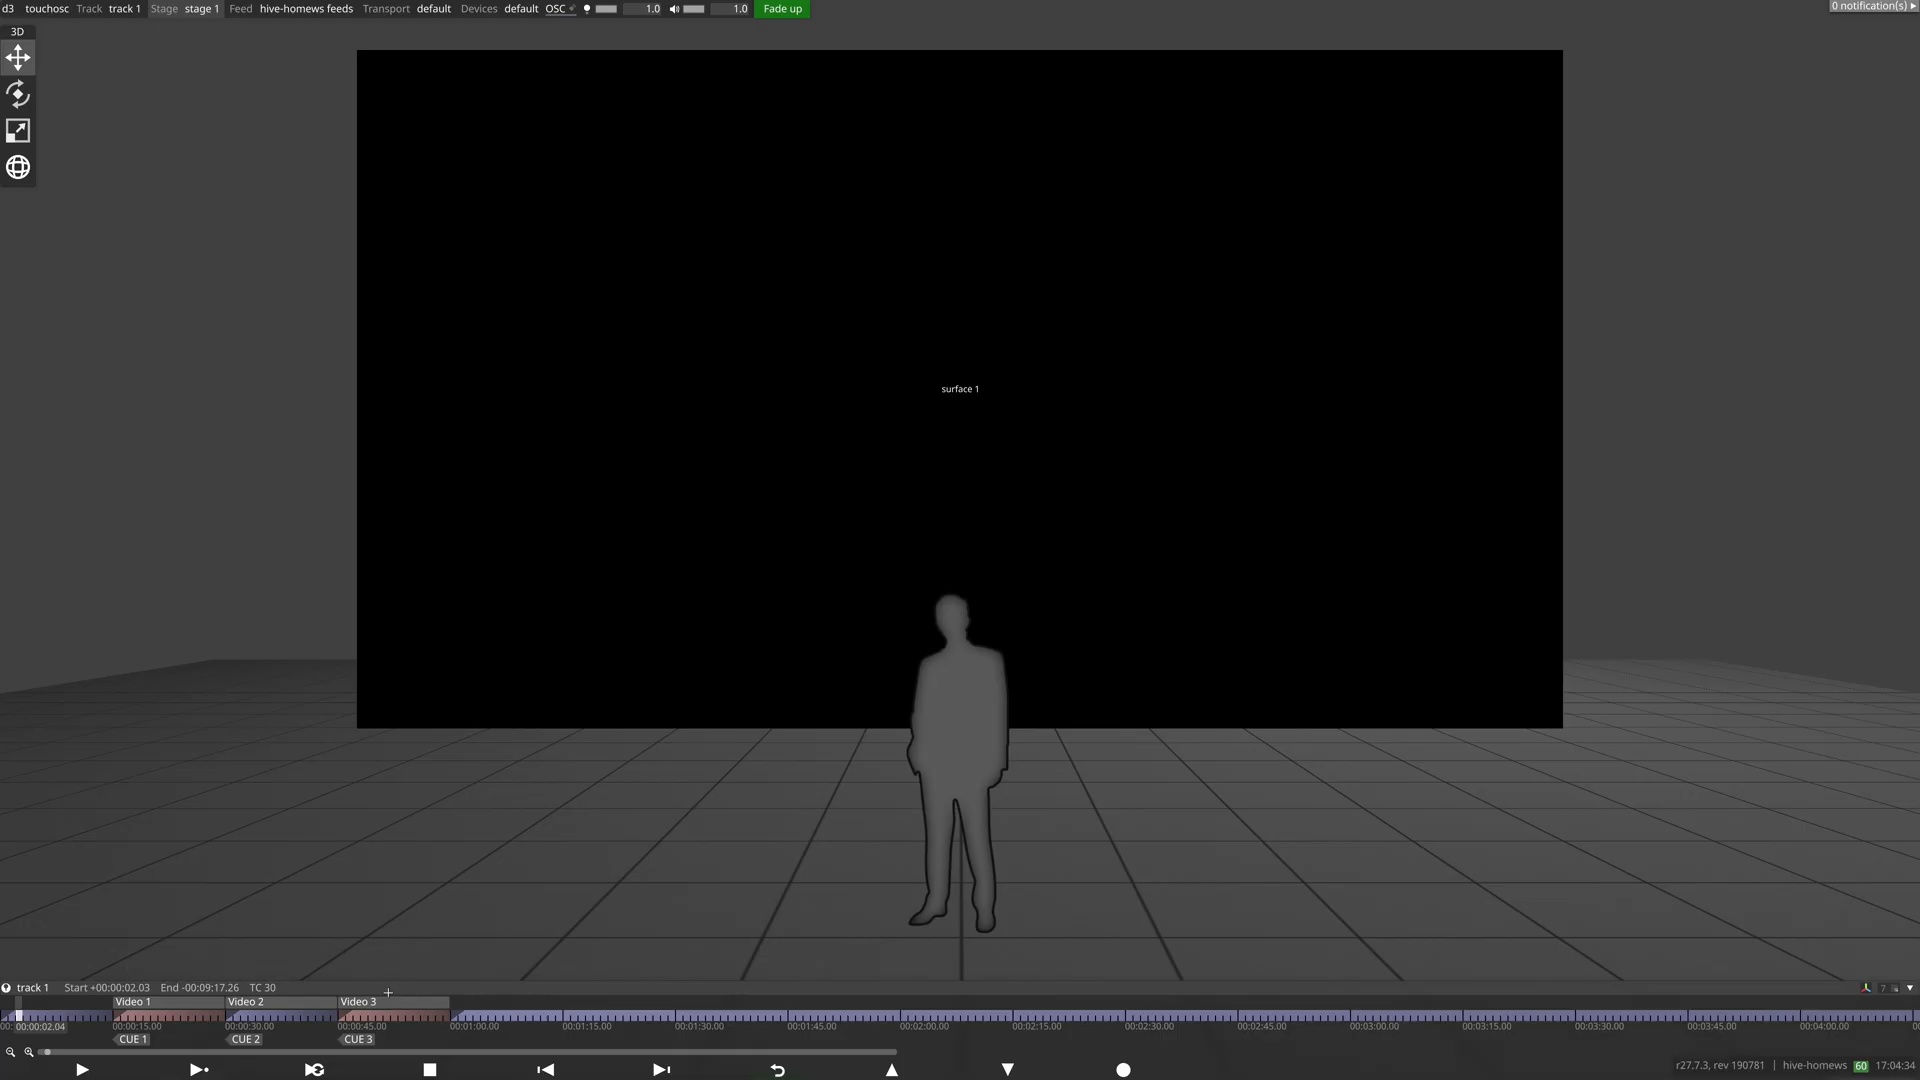 d3 touchosc Track track 1 Stage stage 1 Feed hive-homews feeds Transport default Devices default OSC 1.0 1.0 Fade up 0 notification(s)
3D
surface 1
track 1 Start +00:00:02.03 End -00:09:17.26 TC 30 7
Video 1 Video 2 Video 3
00: 00:00:02.04 00:00:15.00 00:00:30.00 00:00:45.00 00:01:00.00 00:01:15.00 00:01:30.00 00:01:45.00 00:02:00.00 00:02:15.00 00:02:30.00 00:02:45.00 00:03:00.00 00:03:15.00 00:03:30.00 00:03:45.00 00:04:00.00
CUE 1 CUE 2 CUE 3
r27.7.3, rev 190781 | hive-homews 60 17:04:34